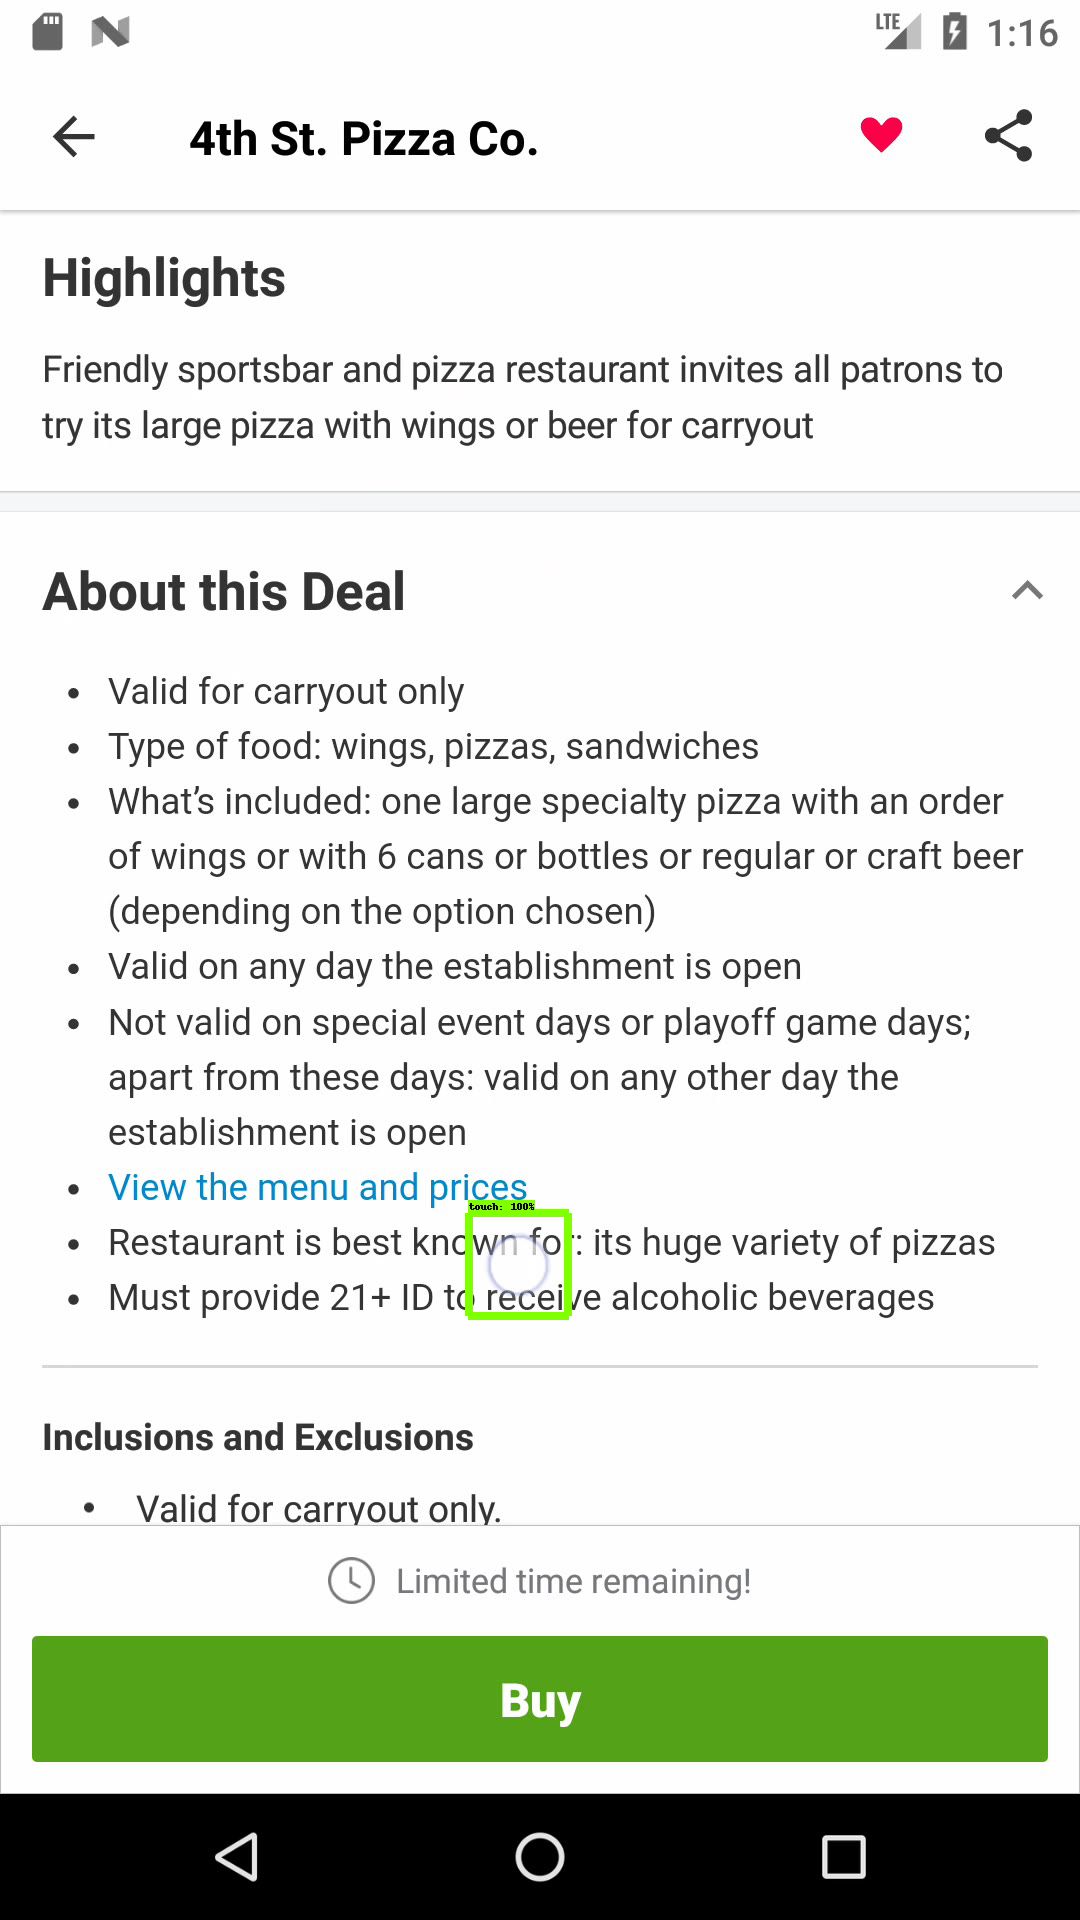 LTE 1:16
4th St. Pizza Co.
Highlights
Friendly sportsbar and pizza restaurant invites all patrons to
try its large pizza with wings or beer for carryout
About this Deal
• Valid for carryout only
• Type of food: wings, pizzas, sandwiches
• What’s included: one large specialty pizza with an order
of wings or with 6 cans or bottles or regular or craft beer
(depending on the option chosen)
• Valid on any day the establishment is open
• Not valid on special event days or playoff game days;
apart from these days: valid on any other day the
establishment is open
• View the menu and prices
touch: 100%
• Restaurant is best known for: its huge variety of pizzas
• Must provide 21+ ID to receive alcoholic beverages
Inclusions and Exclusions
• Valid for carryout only.
Limited time remaining!
Buy